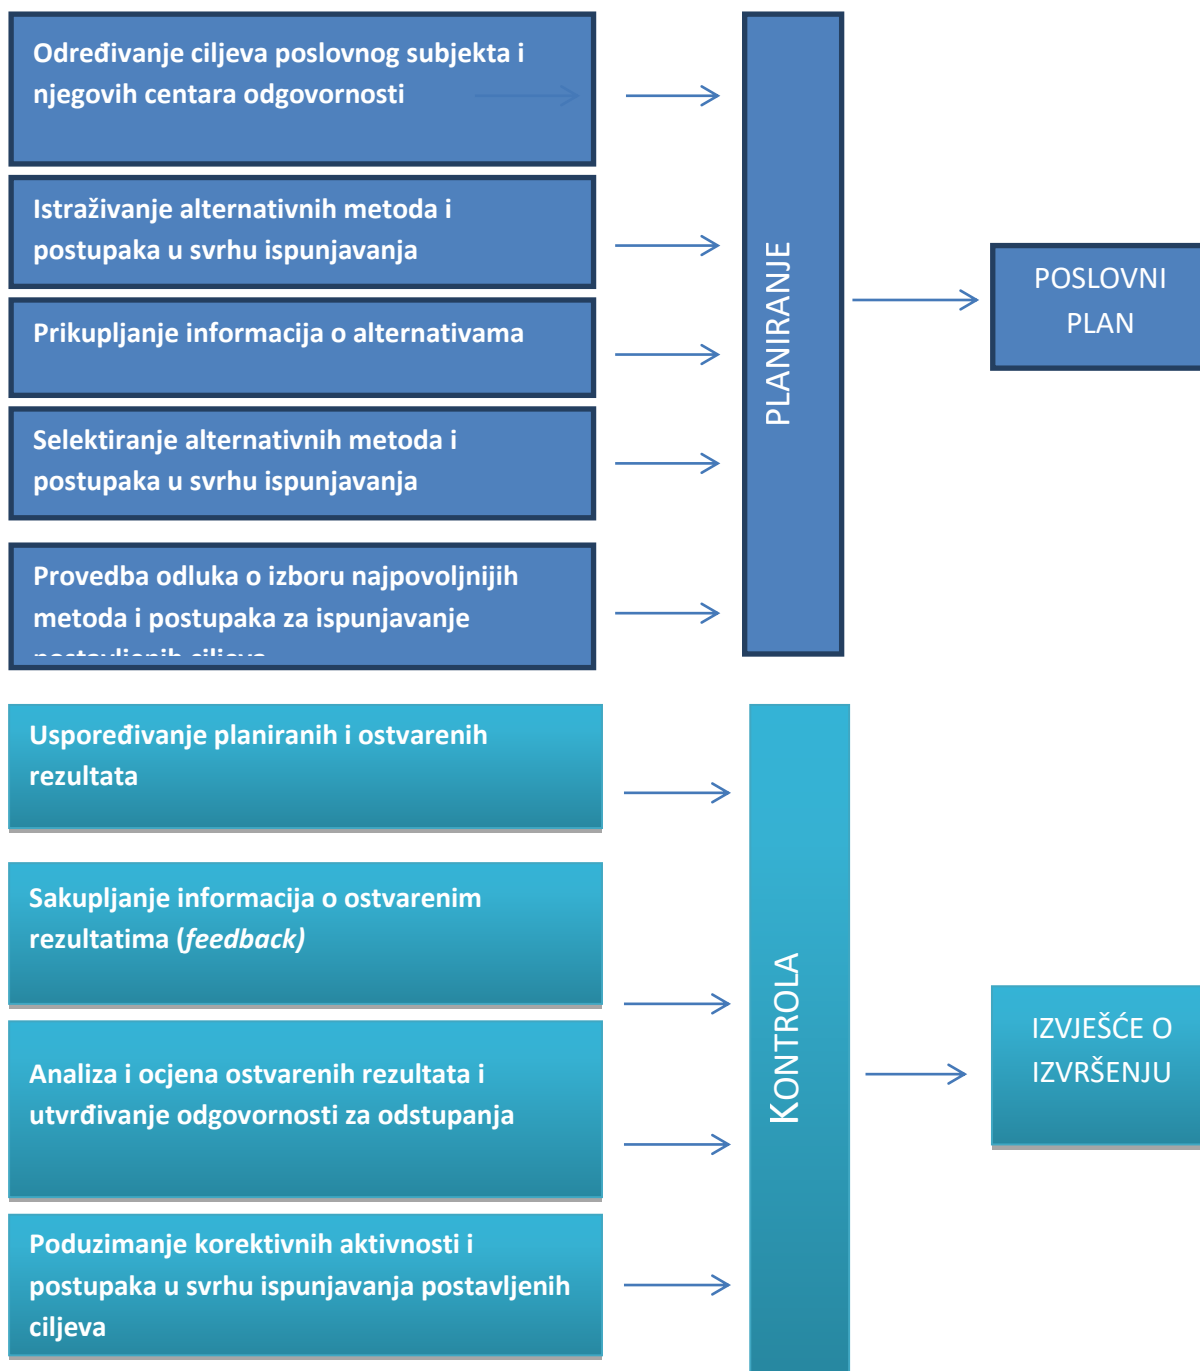 Određivanje ciljeva poslovnog subjekta i
njegovih centara odgovornosti
Istraživanje alternativnih metoda i
postupaka u svrhu ispunjavanja
Prikupljanje informacija o alternativama
Selektiranje alternativnih metoda i
postupaka u svrhu ispunjavanja
Provedba odluka o izboru najpovoljnijih
metoda i postupaka za ispunjavanje
PLANIRANJE
POSLOVNI
PLAN
Uspoređivanje planiranih i ostvarenih
rezultata
Sakupljanje informacija o ostvarenim
rezultatima (feedback)
Analiza i ocjena ostvarenih rezultata i
utvrđivanje odgovornosti za odstupanja
Poduzimanje korektivnih aktivnosti i
postupaka u svrhu ispunjavanja postavljenih
ciljeva
KONTROLA
IZVJEŠĆE O
IZVRŠENJU